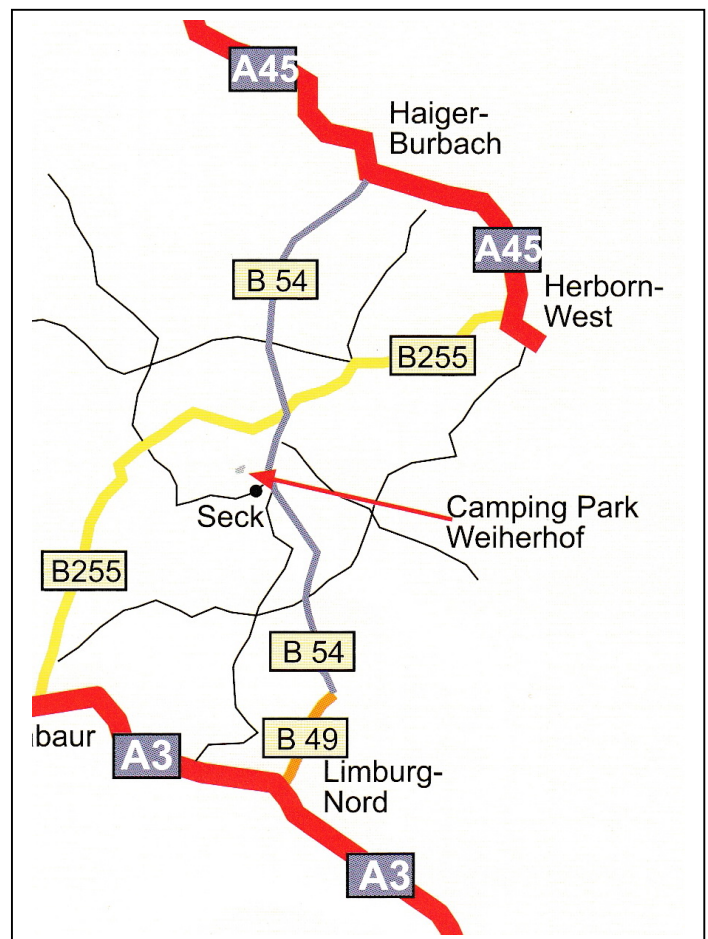 A45
Haiger-
Burbach
A45
B 54
Herborn-
West
B255
Camping Park
Weiherhof
Seck
B255
B 54
baur
B 49
A3
Limburg-
Nord
A3